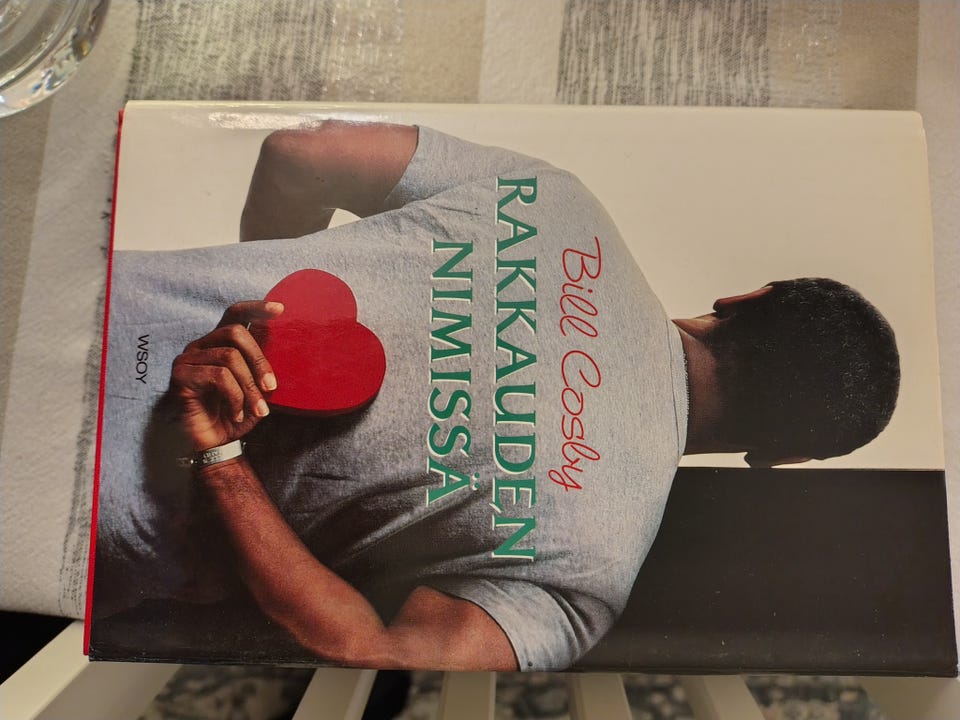 Bill Cosby
RAKKAUDEN
NIMISSÄ
WSOY